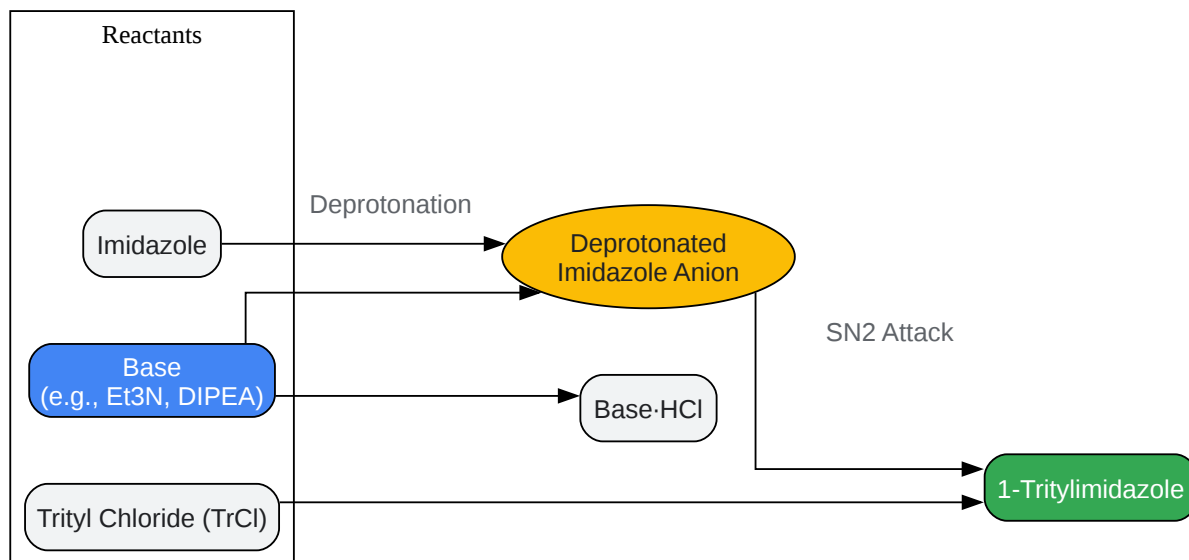 Reactants
Deprotonation
Imidazole
Deprotonated
Imidazole Anion
SN2 Attack
Base
(e.g., Et3N, DIPEA)
Base·HCl
1-Tritylimidazole
Trityl Chloride (TrCl)